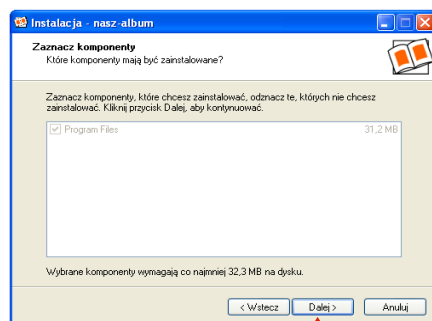 Instalacja - nasz-album
Zaznacz komponenty
Które komponenty mają być zainstalowane?
Zaznacz komponenty, które chcesz zainstalować, odznacz te, których nie chcesz
zainstalować. Kliknij przycisk Dalej, aby kontynuować.
Program Files 31,2 MB
Wybrane komponenty wymagają co najmniej 32,3 MB na dysku.
< Wstecz Dalej > Anuluj